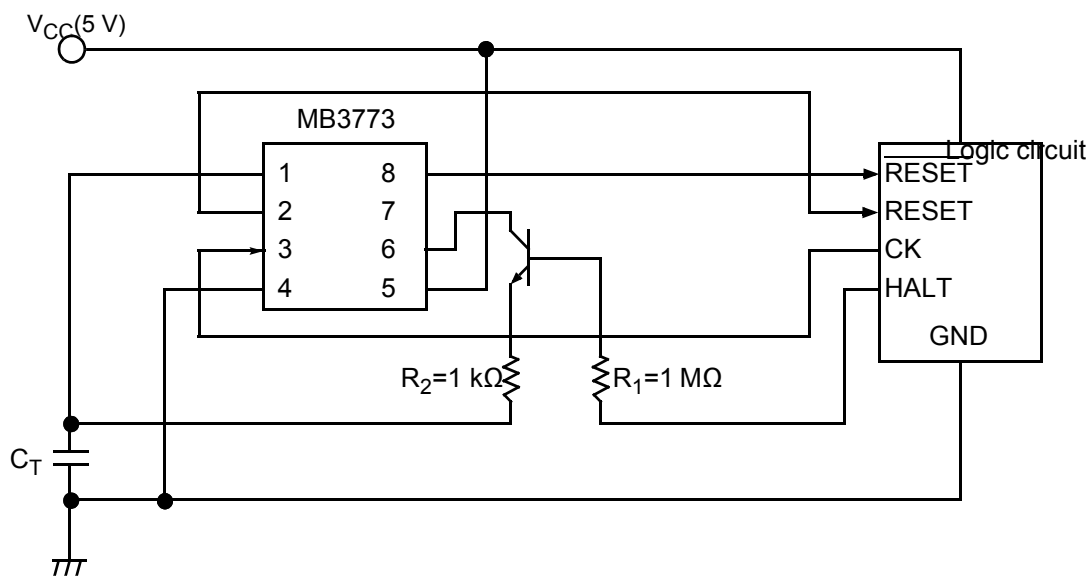 VCC(5 V)
MB3773
Logic circuit
1 8 RESET
2 7 RESET
3 6 CK
4 5 HALT
GND
R2=1 kΩ R1=1 MΩ
CT